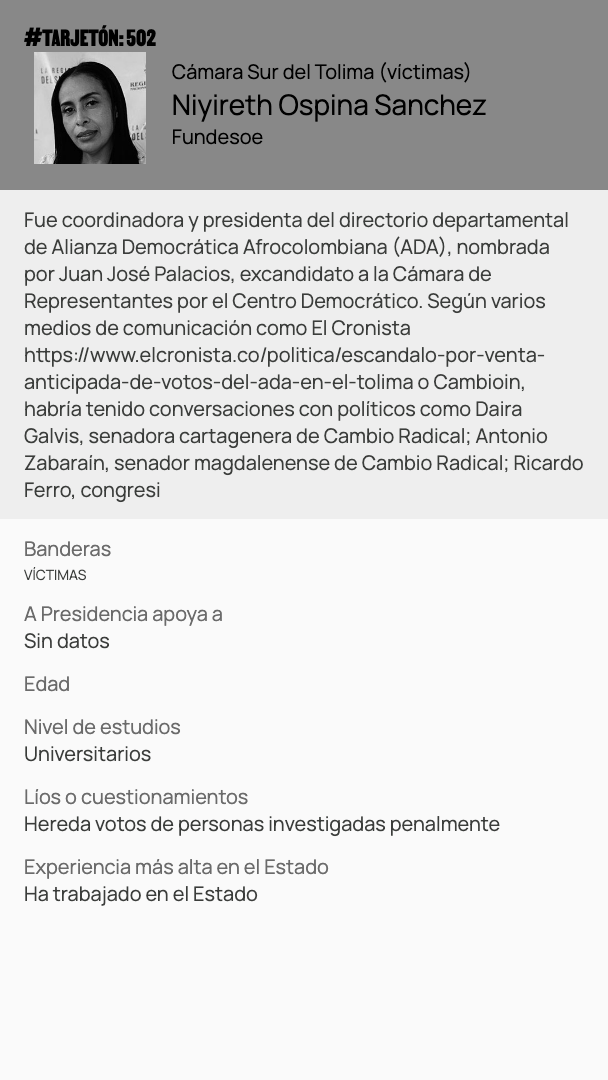 #TARJETÓN: 502
Cámara Sur del Tolima (víctimas)
Niyireth Ospina Sanchez
Fundesoe
Fue coordinadora y presidenta del directorio departamental
de Alianza Democrática Afrocolombiana (ADA), nombrada
por Juan José Palacios, excandidato a la Cámara de
Representantes por el Centro Democrático. Según varios
medios de comunicación como El Cronista
https://www.elcronista.co/politica/escandalo-por-venta-
anticipada-de-votos-del-ada-en-el-tolima o Cambioin,
habría tenido conversaciones con políticos como Daira
Galvis, senadora cartagenera de Cambio Radical; Antonio
Zabaraín, senador magdalenense de Cambio Radical; Ricardo
Ferro, congresi
Banderas
VÍCTIMAS
A Presidencia apoya a
Sin datos
Edad
Nivel de estudios
Universitarios
Líos o cuestionamientos
Hereda votos de personas investigadas penalmente
Experiencia más alta en el Estado
Ha trabajado en el Estado